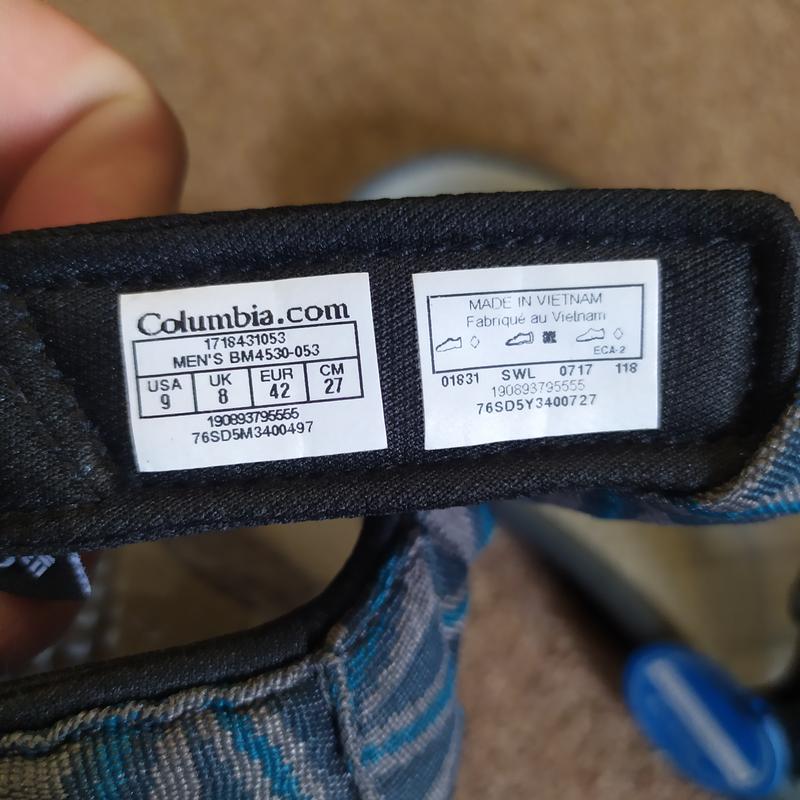 Columbia.com
1718431053
MEN'S BM4530-053
USA UK EUR CM
9 8 42 27
190893795555
76SD5M3400497
MADE IN VIETNAM
Fabriqué au Vietnam
ECA-2
01831 SWL 0717 118
190893795555
76SD5Y3400727